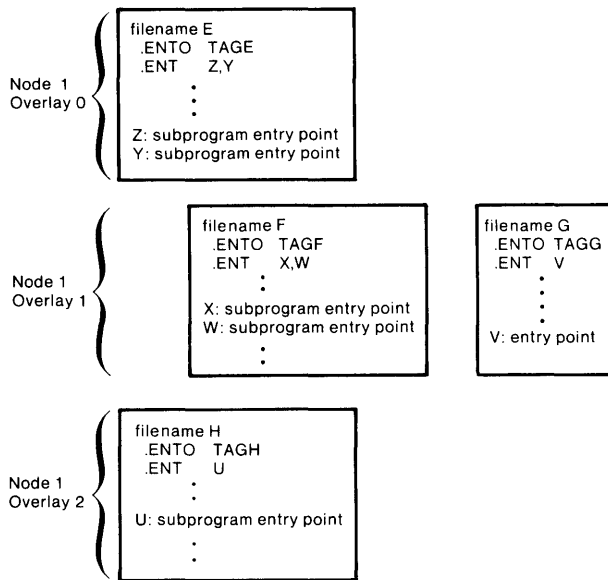 filename E
.ENTO TAGE
.ENT Z,Y
Node 1
Overlay 0
Z: subprogram entry point
Y: subprogram entry point
filename F
.ENTO TAGF
.ENT X,W
Node 1
Overlay 1
X: subprogram entry point
W: subprogram entry point
filename G
.ENTO TAGG
.ENT V
V: entry point
filename H
.ENTO TAGH
.ENT U
Node 1
Overlay 2
U: subprogram entry point